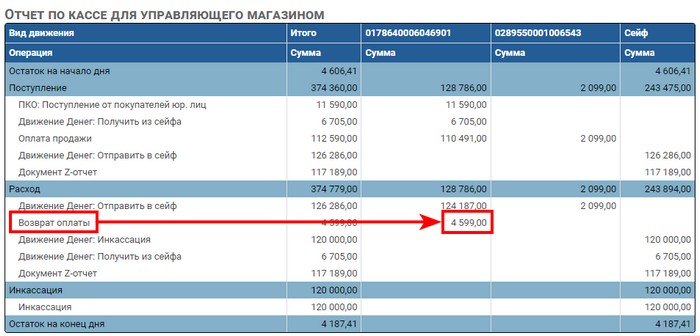 Отчет по кассе для управляющего магазином
Вид движения Итого 0178640006046901 0289550001006543 Сейф
Операция Сумма Сумма Сумма Сумма
Остаток на начало дня 4 606,41 4 606,41
Поступление 374 360,00 128 786,00 2 099,00 243 475,00
ПКО: Поступление от покупателей юр. лиц 11 590,00 11 590,00
Движение Денег: Получить из сейфа 6 705,00 6 705,00
Оплата продажи 112 590,00 110 491,00 2 099,00
Движение Денег: Отправить в сейф 126 286,00 126 286,00
Документ Z-отчет 117 189,00 117 189,00
Расход 374 779,00 128 786,00 2 099,00 243 894,00
Движение Денег: Отправить в сейф 126 286,00 124 187,00 2 099,00
Возврат оплаты 4 599,00 4 599,00
Движение Денег: Инкассация 120 000,00 120 000,00
Движение Денег: Получить из сейфа 6 705,00 6 705,00
Документ Z-отчет 117 189,00 117 189,00
Инкассация 120 000,00 120 000,00
Инкассация 120 000,00 120 000,00
Остаток на конец дня 4 187,41 4 187,41